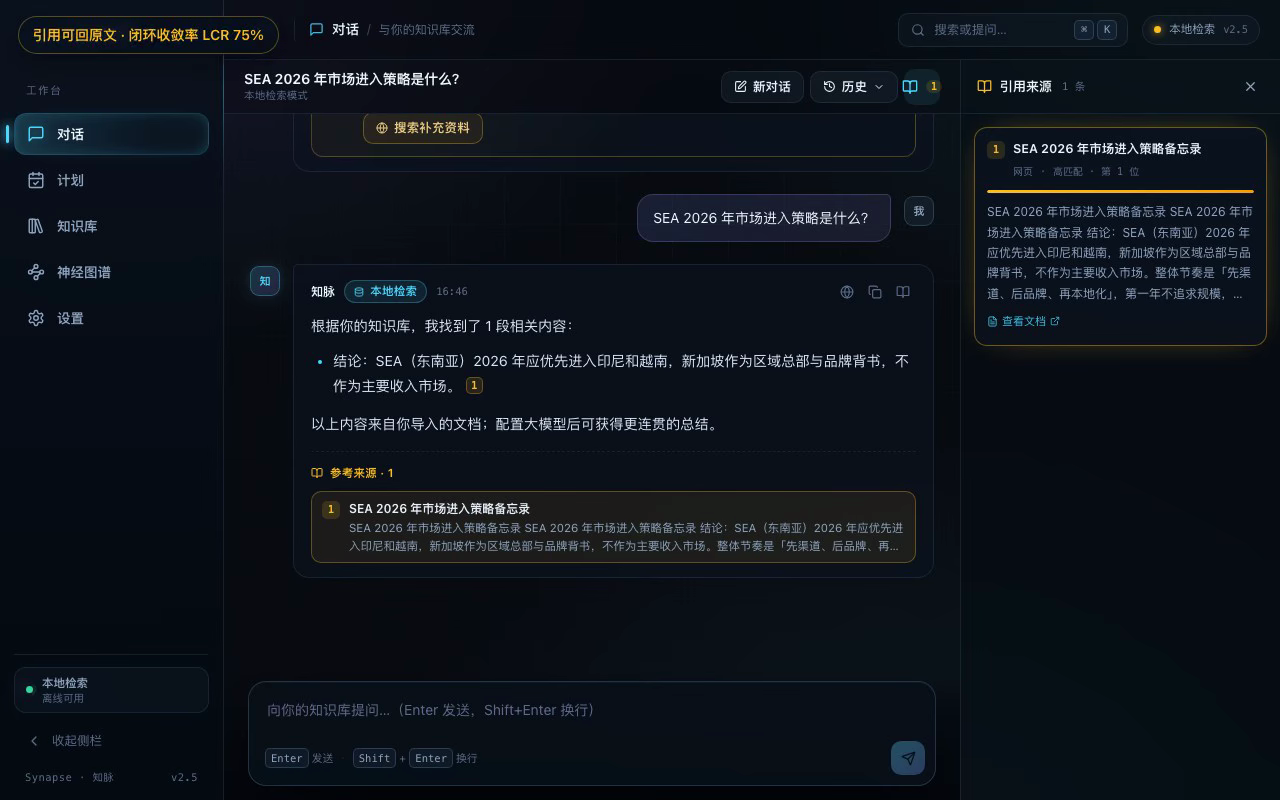 引用可回原文 · 闭环收敛率 LCR 75%
对话 / 与你的知识库交流
搜索或提问…
⌘ K
本地检索 v2.5
工作台
对话
计划
知识库
神经图谱
设置
本地检索
离线可用
收起侧栏
Synapse · 知脉 v2.5
SEA 2026 年市场进入策略是什么？
本地检索模式
新对话
历史
1
搜索补充资料
SEA 2026 年市场进入策略是什么？
我
知
知脉 本地检索 16:46
根据你的知识库，我找到了 1 段相关内容：
结论：SEA（东南亚）2026 年应优先进入印尼和越南，新加坡作为区域总部与品牌背书，不
作为主要收入市场。 1
以上内容来自你导入的文档；配置大模型后可获得更连贯的总结。
参考来源 · 1
1 SEA 2026 年市场进入策略备忘录
SEA 2026 年市场进入策略备忘录 SEA 2026 年市场进入策略备忘录 结论：SEA（东南亚）2026 年应优先进
入印尼和越南，新加坡作为区域总部与品牌背书，不作为主要收入市场。整体节奏是「先渠道、后品牌、再…
向你的知识库提问…（Enter 发送，Shift+Enter 换行）
Enter 发送 · Shift + Enter 换行
引用来源 1 条
1 SEA 2026 年市场进入策略备忘录
网页 · 高匹配 · 第 1 位
SEA 2026 年市场进入策略备忘录 SEA 2026 年市
场进入策略备忘录 结论：SEA（东南亚）2026 年
应优先进入印尼和越南，新加坡作为区域总部与品
牌背书，不作为主要收入市场。整体节奏是「先渠
道、后品牌、再本地化」，第一年不追求规模，…
查看文档